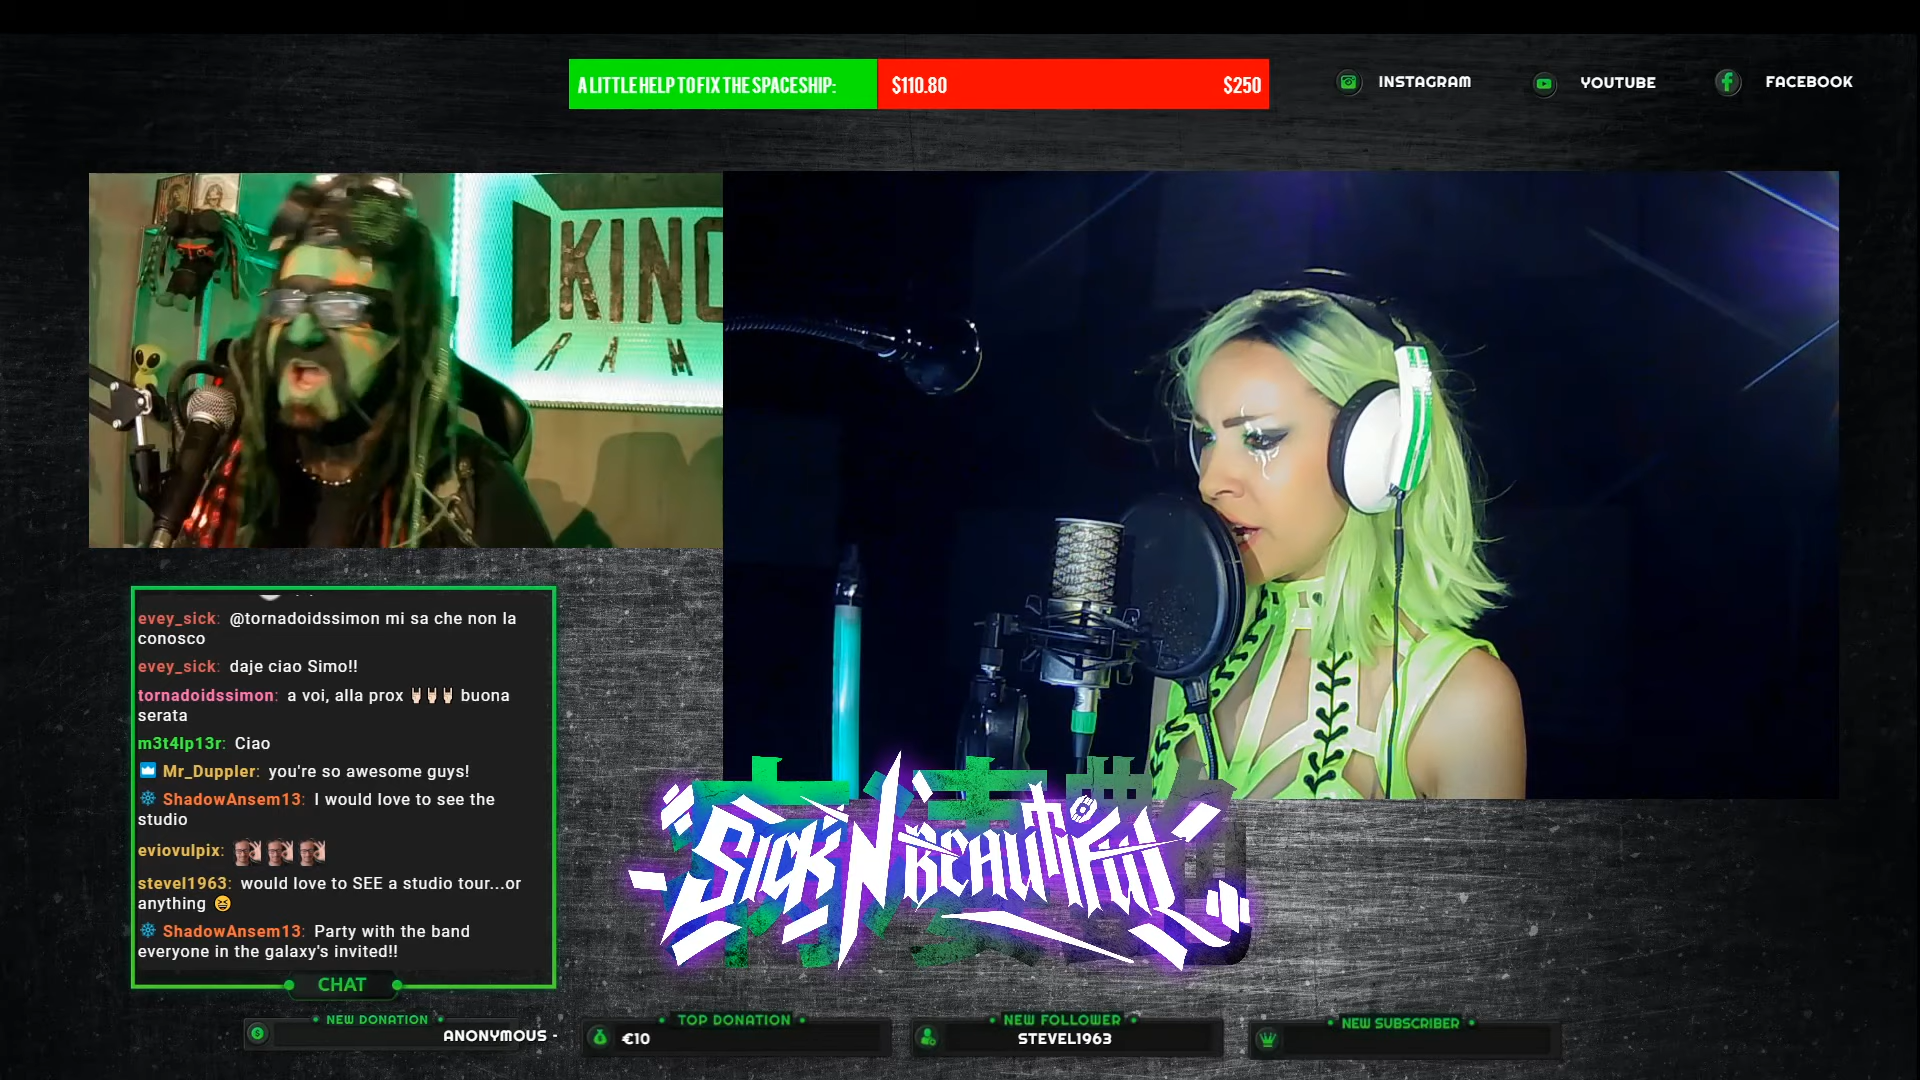 A LITTLE HELP TO FIX THE SPACESHIP:
$110.80
$250
INSTAGRAM
YOUTUBE
FACEBOOK
KING
RAM
evey_sick: @tornadoidssimon mi sa che non la
conosco
evey_sick: daje ciao Simo!!
tornadoidssimon: a voi, alla prox 🤘🏻🤘🏻🤘🏻 buona
serata
m3t4lp13r: Ciao
Mr_Duppler: you're so awesome guys!
ShadowAnsem13: I would love to see the
studio
eviovulpix:
stevel1963: would love to SEE a studio tour...or
anything 😆
ShadowAnsem13: Party with the band
everyone in the galaxy's invited!!
CHAT
SICK N BEAUTIFUL
NEW DONATION
ANONYMOUS -
TOP DONATION
€10
NEW FOLLOWER
STEVEL1963
NEW SUBSCRIBER